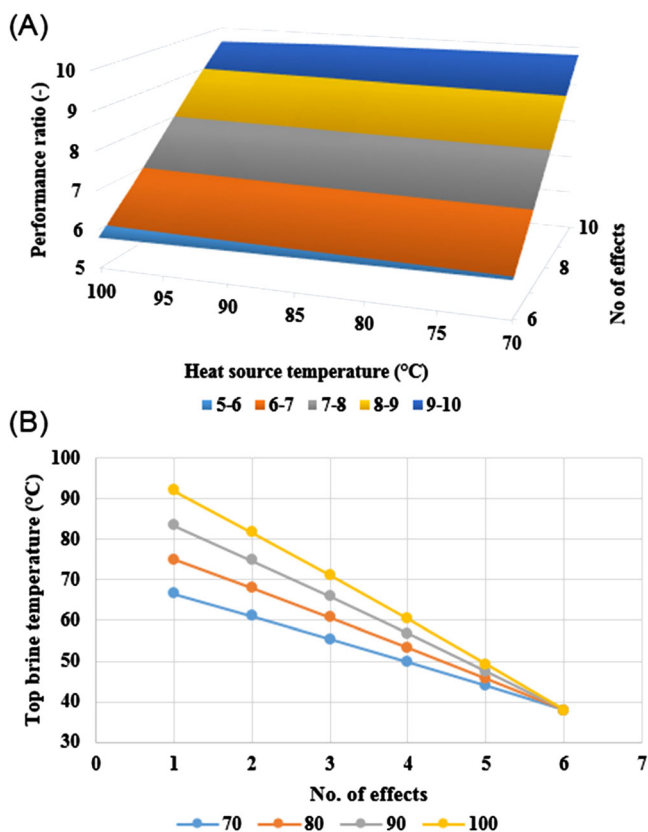 (A)
Performance ratio (-)
10
9
8
7
6
5
100 95 90 85 80 75 70
Heat source temperature (°C)
10
8
6
No of effects
5-6 6-7 7-8 8-9 9-10
(B)
Top brine temperature (°C)
100
90
80
70
60
50
40
30
0 1 2 3 4 5 6 7
No. of effects
70 80 90 100